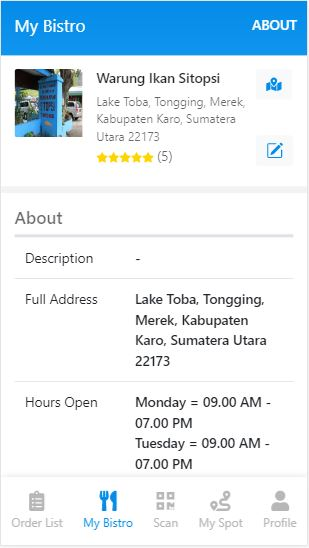 My Bistro
ABOUT
Warung Ikan Sitopsi
Lake Toba, Tongging, Merek,
Kabupaten Karo, Sumatera
Utara 22173
(5)
About
Description
-
Full Address
Lake Toba, Tongging,
Merek, Kabupaten
Karo, Sumatera Utara
22173
Hours Open
Monday = 09.00 AM -
07.00 PM
Tuesday = 09.00 AM -
07.00 PM
Order List
My Bistro
Scan
My Spot
Profile